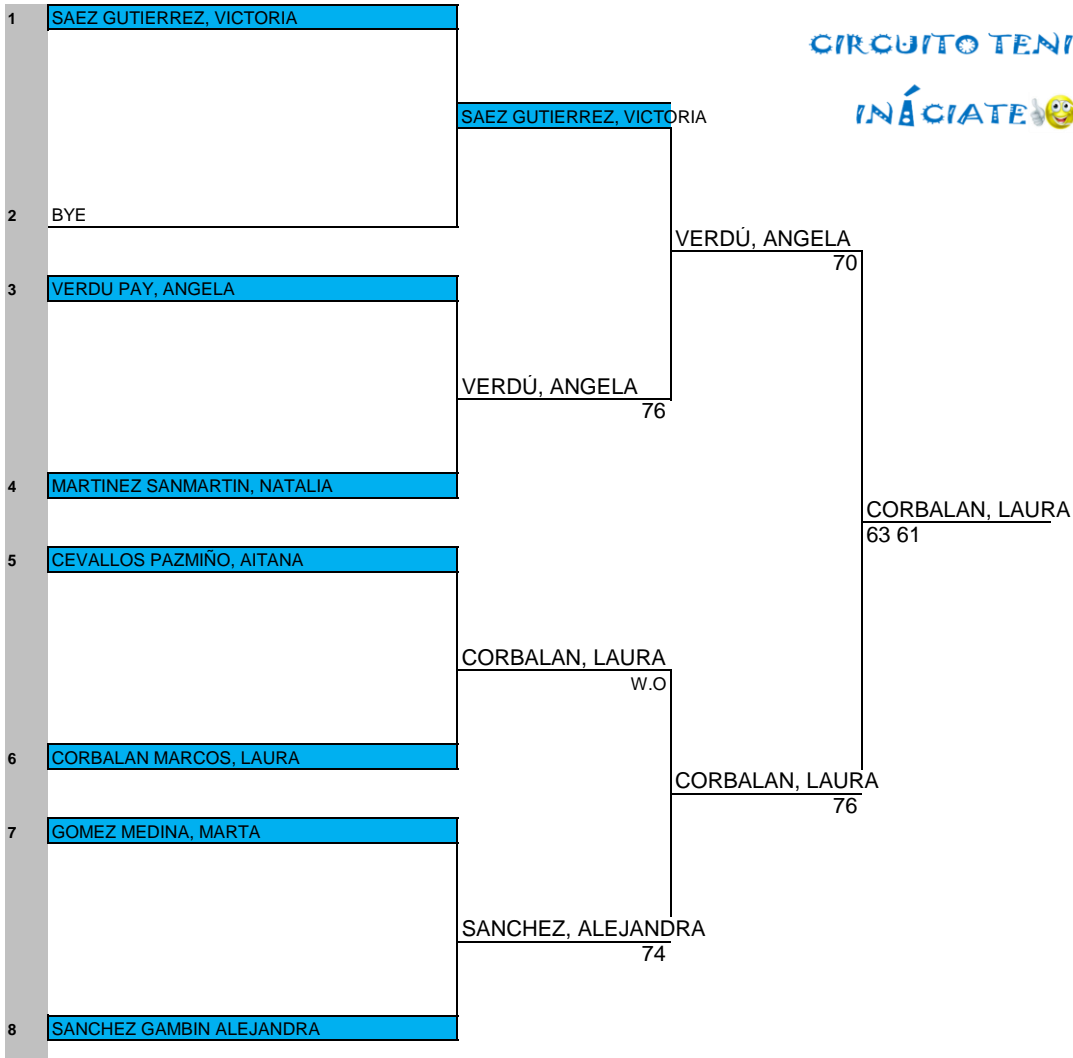 1 SAEZ GUTIERREZ, VICTORIA
CIRCUITO TENI
INÍCIATE
SAEZ GUTIERREZ, VICTORIA
2 BYE
VERDÚ, ANGELA
70
3 VERDU PAY, ANGELA
VERDÚ, ANGELA
76
4 MARTINEZ SANMARTIN, NATALIA
CORBALAN, LAURA
63 61
5 CEVALLOS PAZMIÑO, AITANA
CORBALAN, LAURA
W.O
6 CORBALAN MARCOS, LAURA
CORBALAN, LAURA
76
7 GOMEZ MEDINA, MARTA
SANCHEZ, ALEJANDRA
74
8 SANCHEZ GAMBIN ALEJANDRA